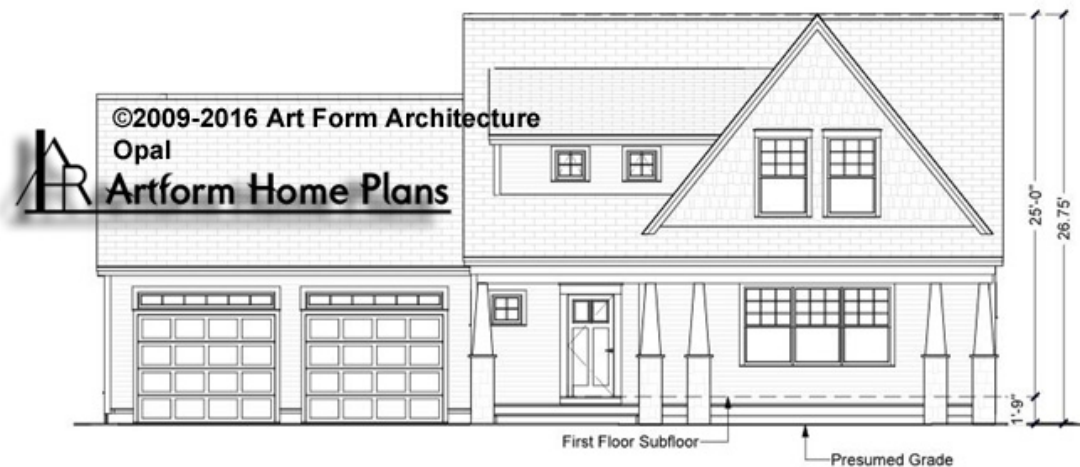 ©2009-2016 Art Form Architecture
Opal
AFR Artform Home Plans
25'-0"
26.75'
1'-9"
First Floor Subfloor
Presumed Grade